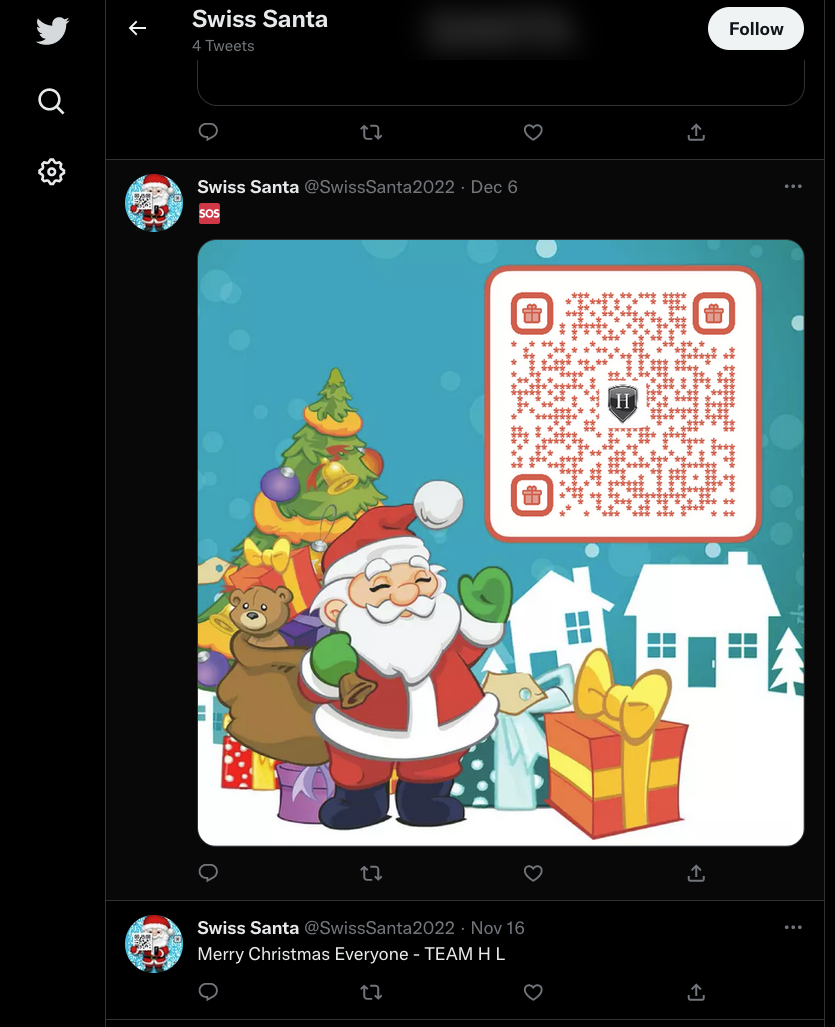 Swiss Santa
4 Tweets
Follow
Swiss Santa @SwissSanta2022 · Dec 6
SOS
H
Swiss Santa @SwissSanta2022 · Nov 16
Merry Christmas Everyone - TEAM H L